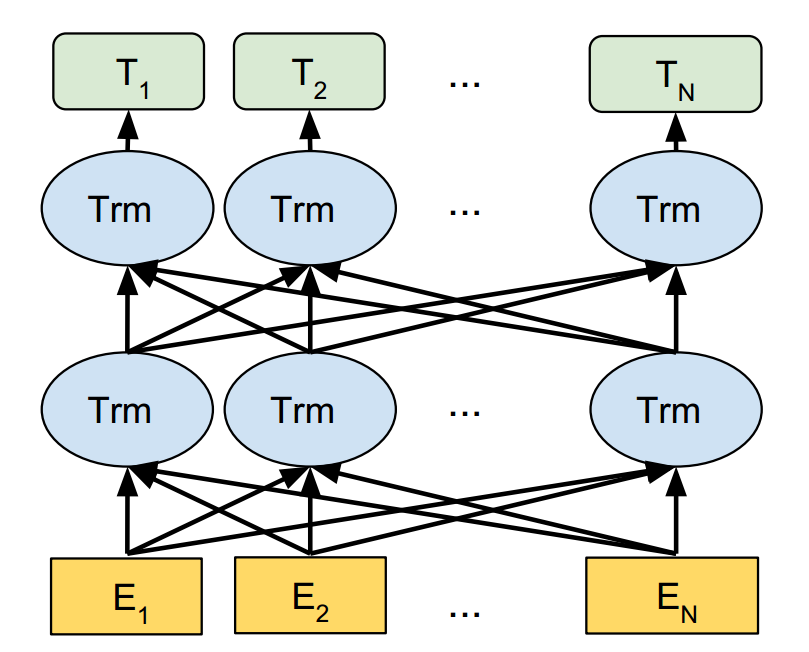 T1 T2 ... TN
Trm Trm ... Trm
Trm Trm ... Trm
E1 E2 ... EN